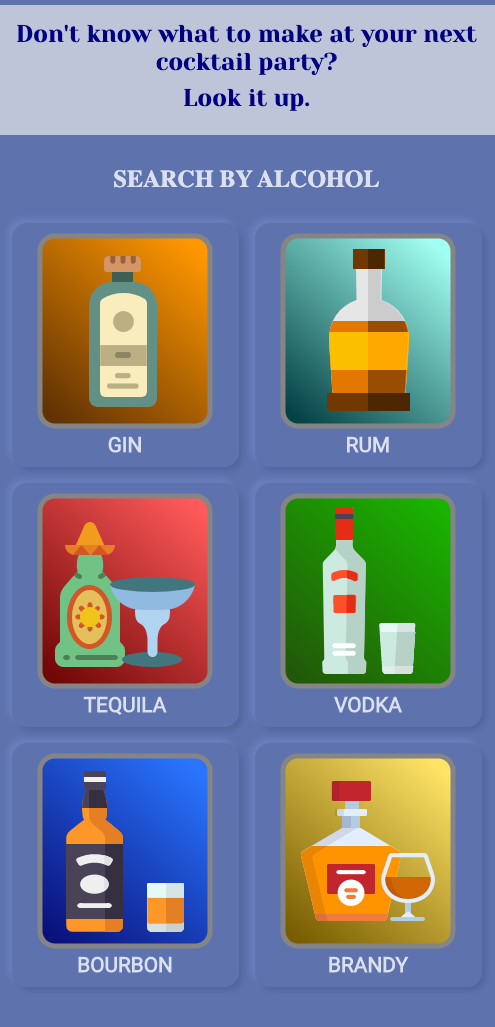 Don't know what to make at your next
cocktail party?
Look it up.
SEARCH BY ALCOHOL
GIN
RUM
TEQUILA
VODKA
BOURBON
BRANDY